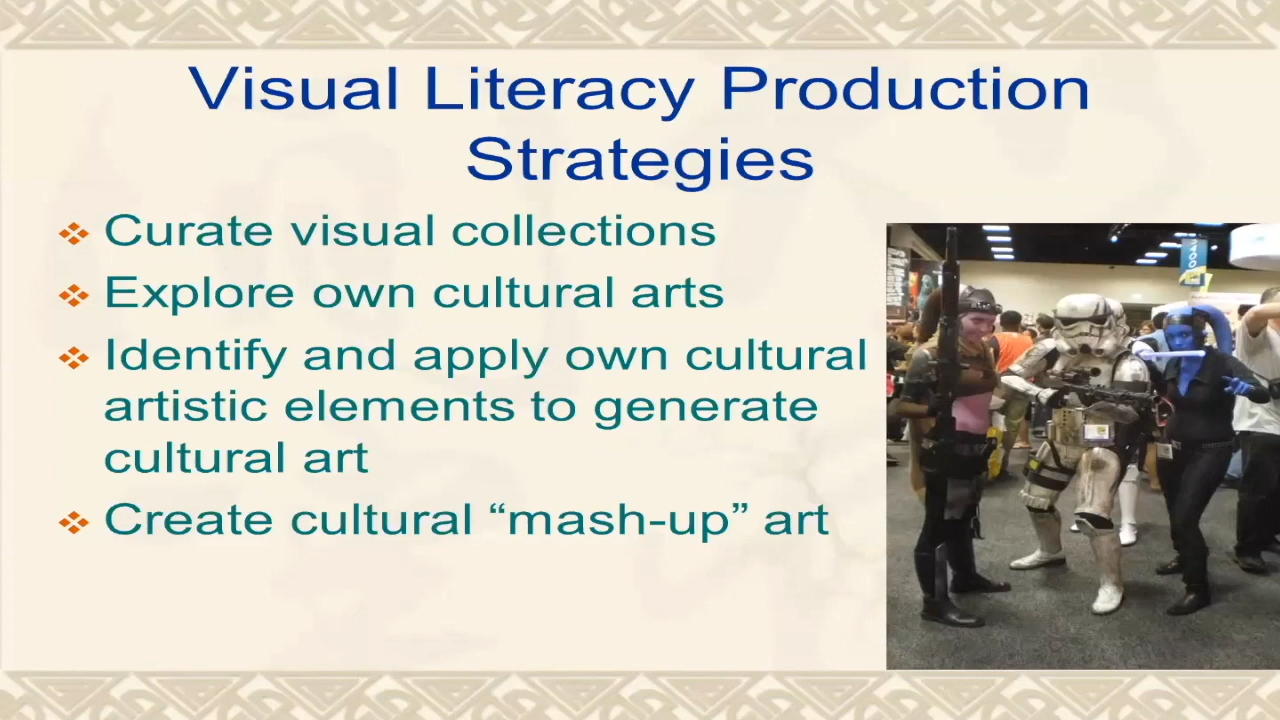 Visual Literacy Production
Strategies
Curate visual collections
Explore own cultural arts
Identify and apply own cultural
artistic elements to generate
cultural art
Create cultural “mash-up” art